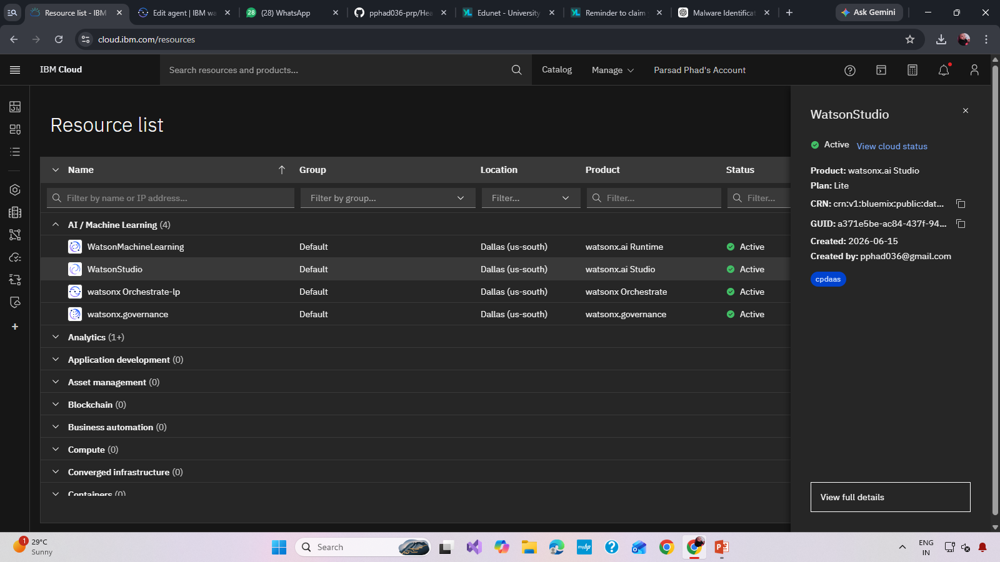 Resource list - IBM
Edit agent | IBM wa
28
(28) WhatsApp
pphad036-prp/Hea
Edunet - University
Reminder to claim
Malware Identificat
Ask Gemini
cloud.ibm.com/resources
IBM Cloud
Search resources and products...
Catalog
Manage
Parsad Phad's Account
Resource list
Name
Group
Location
Product
Status
Filter by name or IP address...
Filter by group...
Filter...
Filter...
Filter...
AI / Machine Learning (4)
WatsonMachineLearning
Default
Dallas (us-south)
watsonx.ai Runtime
Active
WatsonStudio
Default
Dallas (us-south)
watsonx.ai Studio
Active
watsonx Orchestrate-lp
Default
Dallas (us-south)
watsonx Orchestrate
Active
watsonx.governance
Default
Dallas (us-south)
watsonx.governance
Active
Analytics (1+)
Application development (0)
Asset management (0)
Blockchain (0)
Business automation (0)
Compute (0)
Converged infrastructure (0)
Containers (0)
WatsonStudio
Active
View cloud status
Product: watsonx.ai Studio
Plan: Lite
CRN: crn:v1:bluemix:public:dat...
GUID: a371e5be-ac84-437f-94...
Created: 2026-06-15
Created by: pphad036@gmail.com
cpdaas
View full details
1
29°C
Sunny
Search
myhp
ENG
IN